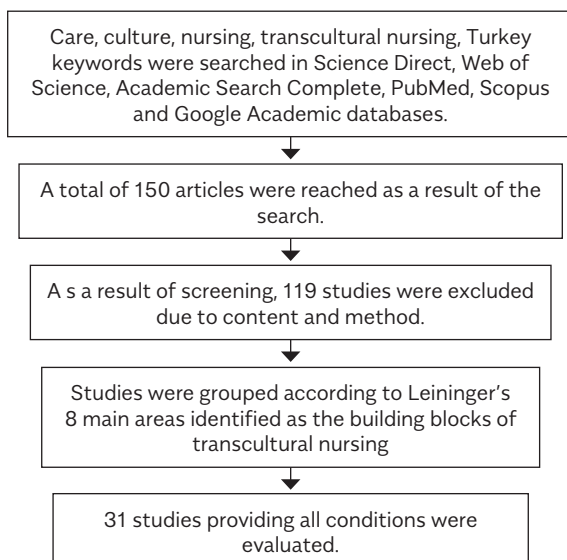 Care, culture, nursing, transcultural nursing, Turkey
keywords were searched in Science Direct, Web of
Science, Academic Search Complete, PubMed, Scopus
and Google Academic databases.
A total of 150 articles were reached as a result of the
search.
A s a result of screening, 119 studies were excluded
due to content and method.
Studies were grouped according to Leininger’s
8 main areas identified as the building blocks of
transcultural nursing
31 studies providing all conditions were
evaluated.